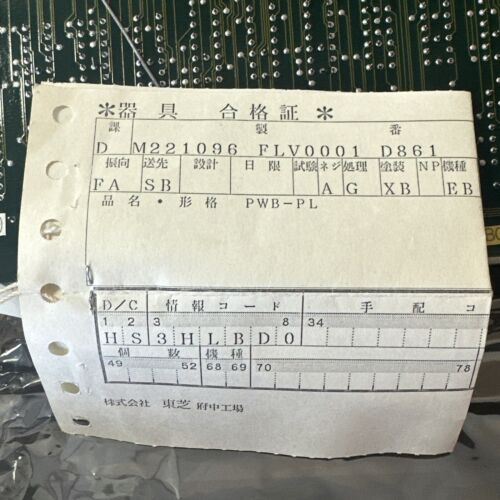 *器具 合格証*
課 製 番
D M221096 FLV0001 D861
振向 送先 設計 日限 試験 ネジ 処理 塗装 NP 機種
FA SB A G XB EB
品名・形格 PWB-PL
D/C 情報コード 手配コ
1 2 3 8 34
H S 3 H L B D 0
個数 機種
49 52 68 69 70 78
株式会社 東芝 府中工場